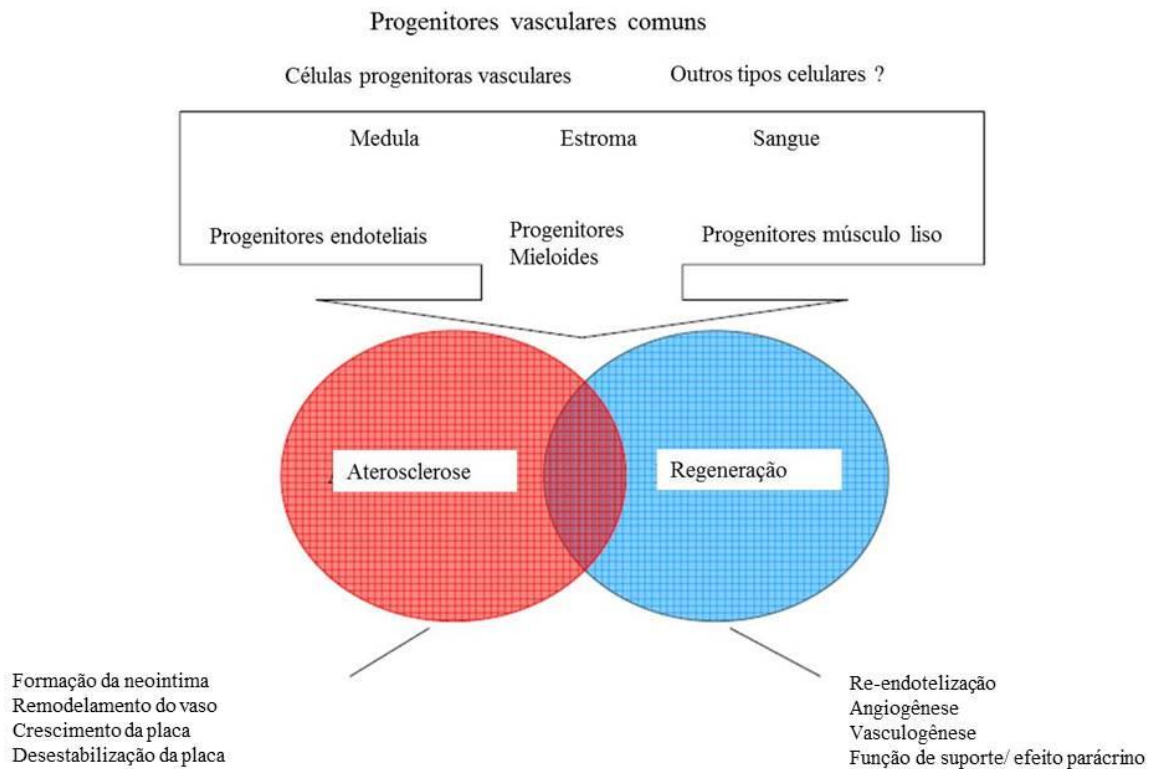 Progenitores vasculares comuns
Células progenitoras vasculares
Outros tipos celulares ?
Medula
Estroma
Sangue
Progenitores endoteliais
Progenitores
Mieloides
Progenitores músculo liso
Aterosclerose
Regeneração
Formação da neointima
Remodelamento do vaso
Crescimento da placa
Desestabilização da placa
Re-endotelização
Angiogênese
Vasculogênese
Função de suporte/ efeito parácrino